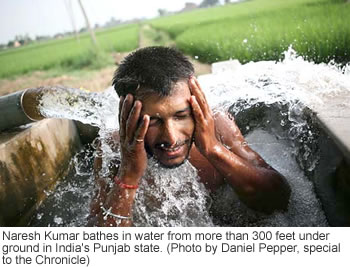 Naresh Kumar bathes in water from more than 300 feet under
ground in India's Punjab state. (Photo by Daniel Pepper, special
to the Chronicle)